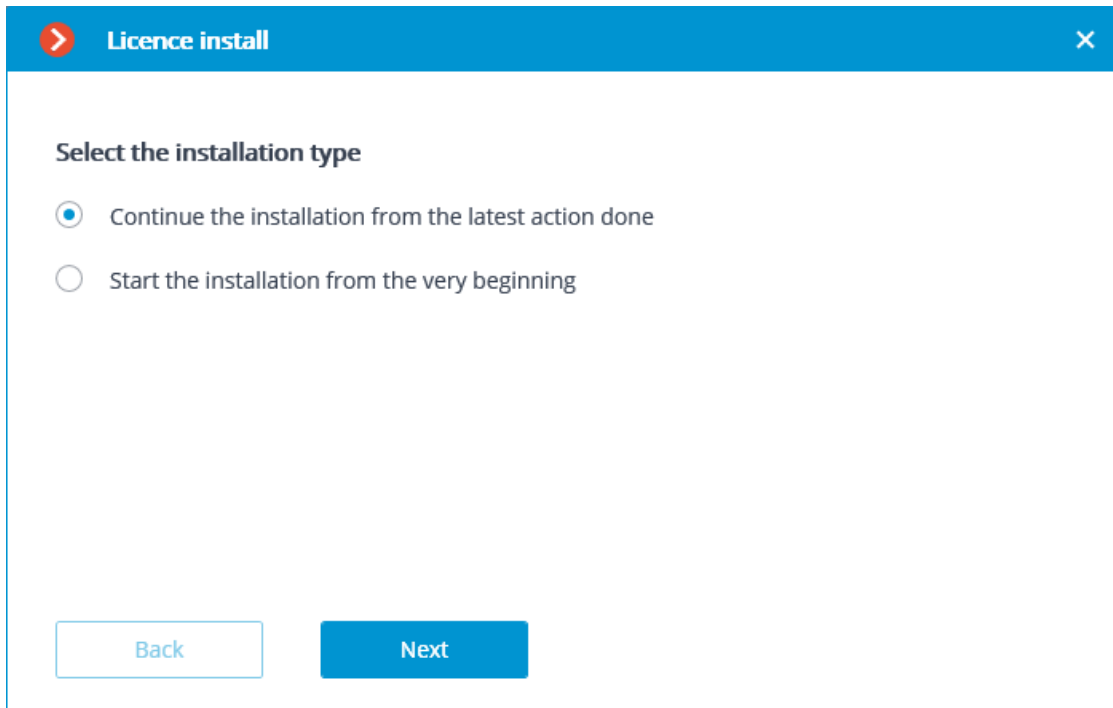 Licence install
Select the installation type
Continue the installation from the latest action done
Start the installation from the very beginning
Back
Next